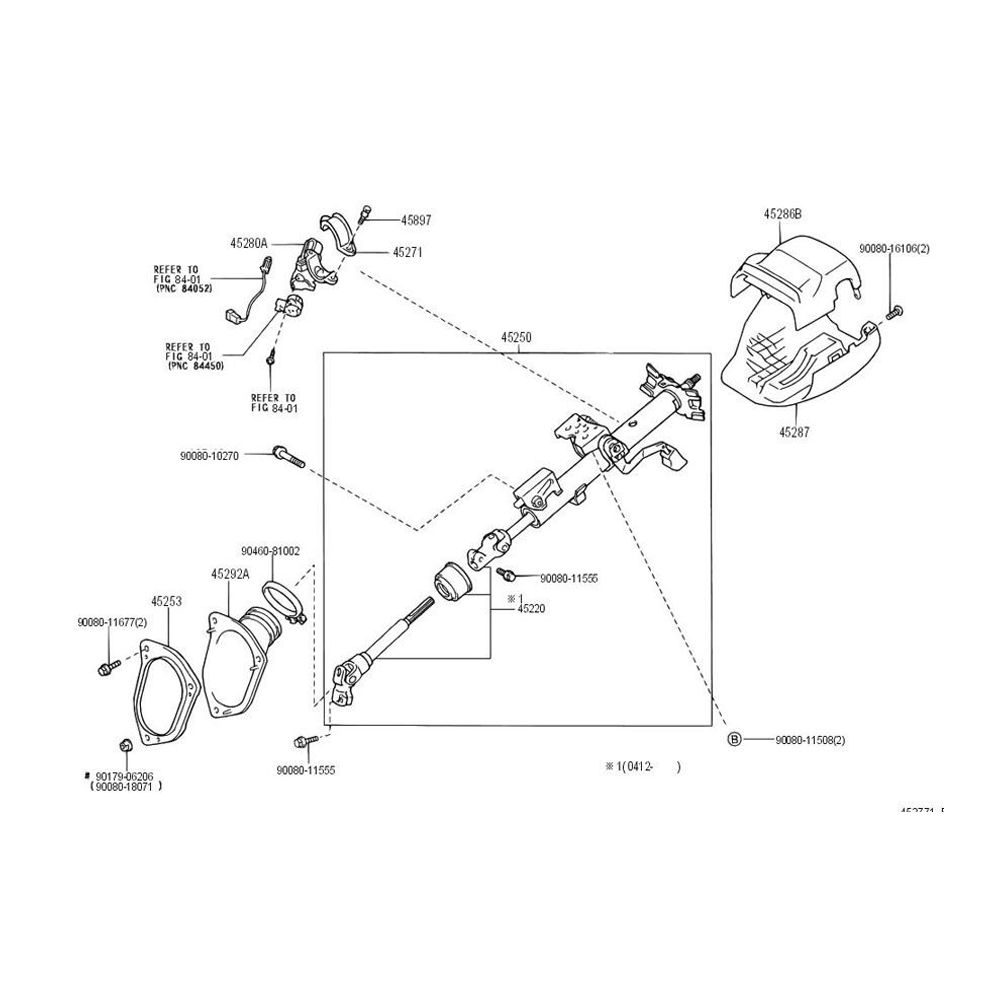 45286B
45897
45280A
45271
90080-16106(2)
REFER TO
FIG 84-01
(PNC 84052)
45250
REFER TO
FIG 84-01
(PNC 84450)
REFER TO
FIG 84-01
45287
90080-10270
90460-81002
45292A
90080-11555
※1
45220
45253
90080-11677(2)
B
90080-11508(2)
90080-11555
※1(0412-      )
# 90179-06206
(90080-18071)